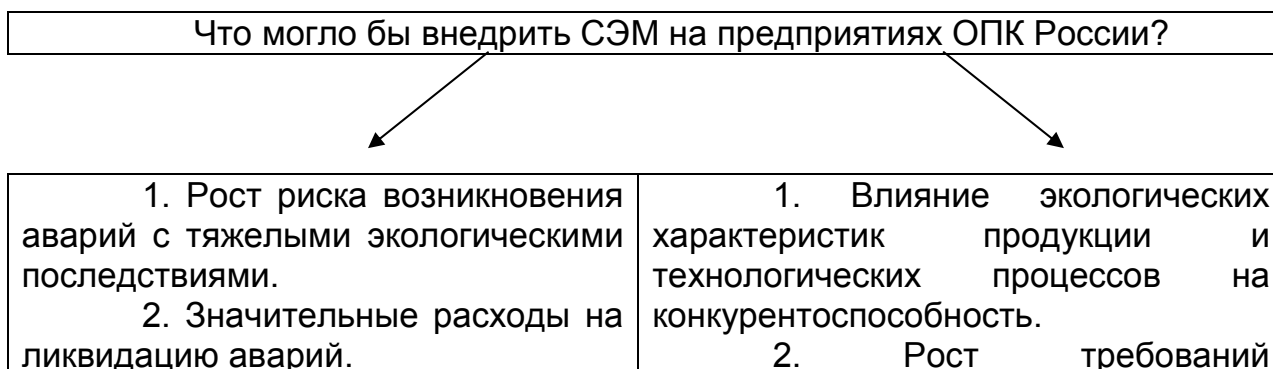 Что могло бы внедрить СЭМ на предприятиях ОПК России?
1. Рост риска возникновения
аварий с тяжелыми экологическими
последствиями.
2. Значительные расходы на
ликвидацию аварий.
1. Влияние экологических
характеристик продукции и
технологических процессов на
конкурентоспособность.
2. Рост требований